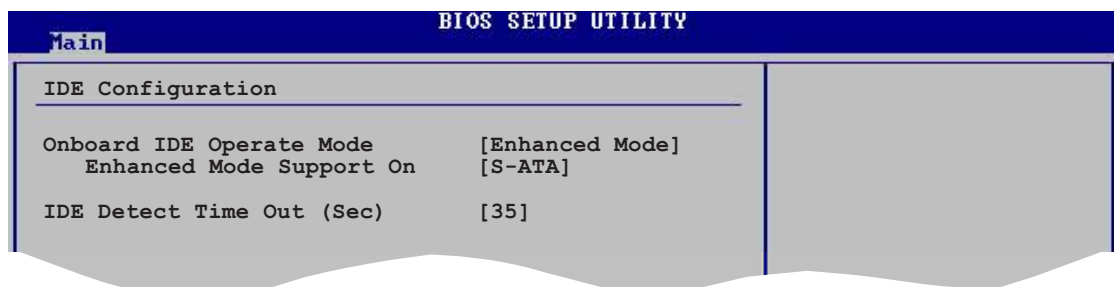 BIOS SETUP UTILITY
Main
IDE Configuration
Onboard IDE Operate Mode [Enhanced Mode]
Enhanced Mode Support On [S-ATA]
IDE Detect Time Out (Sec) [35]